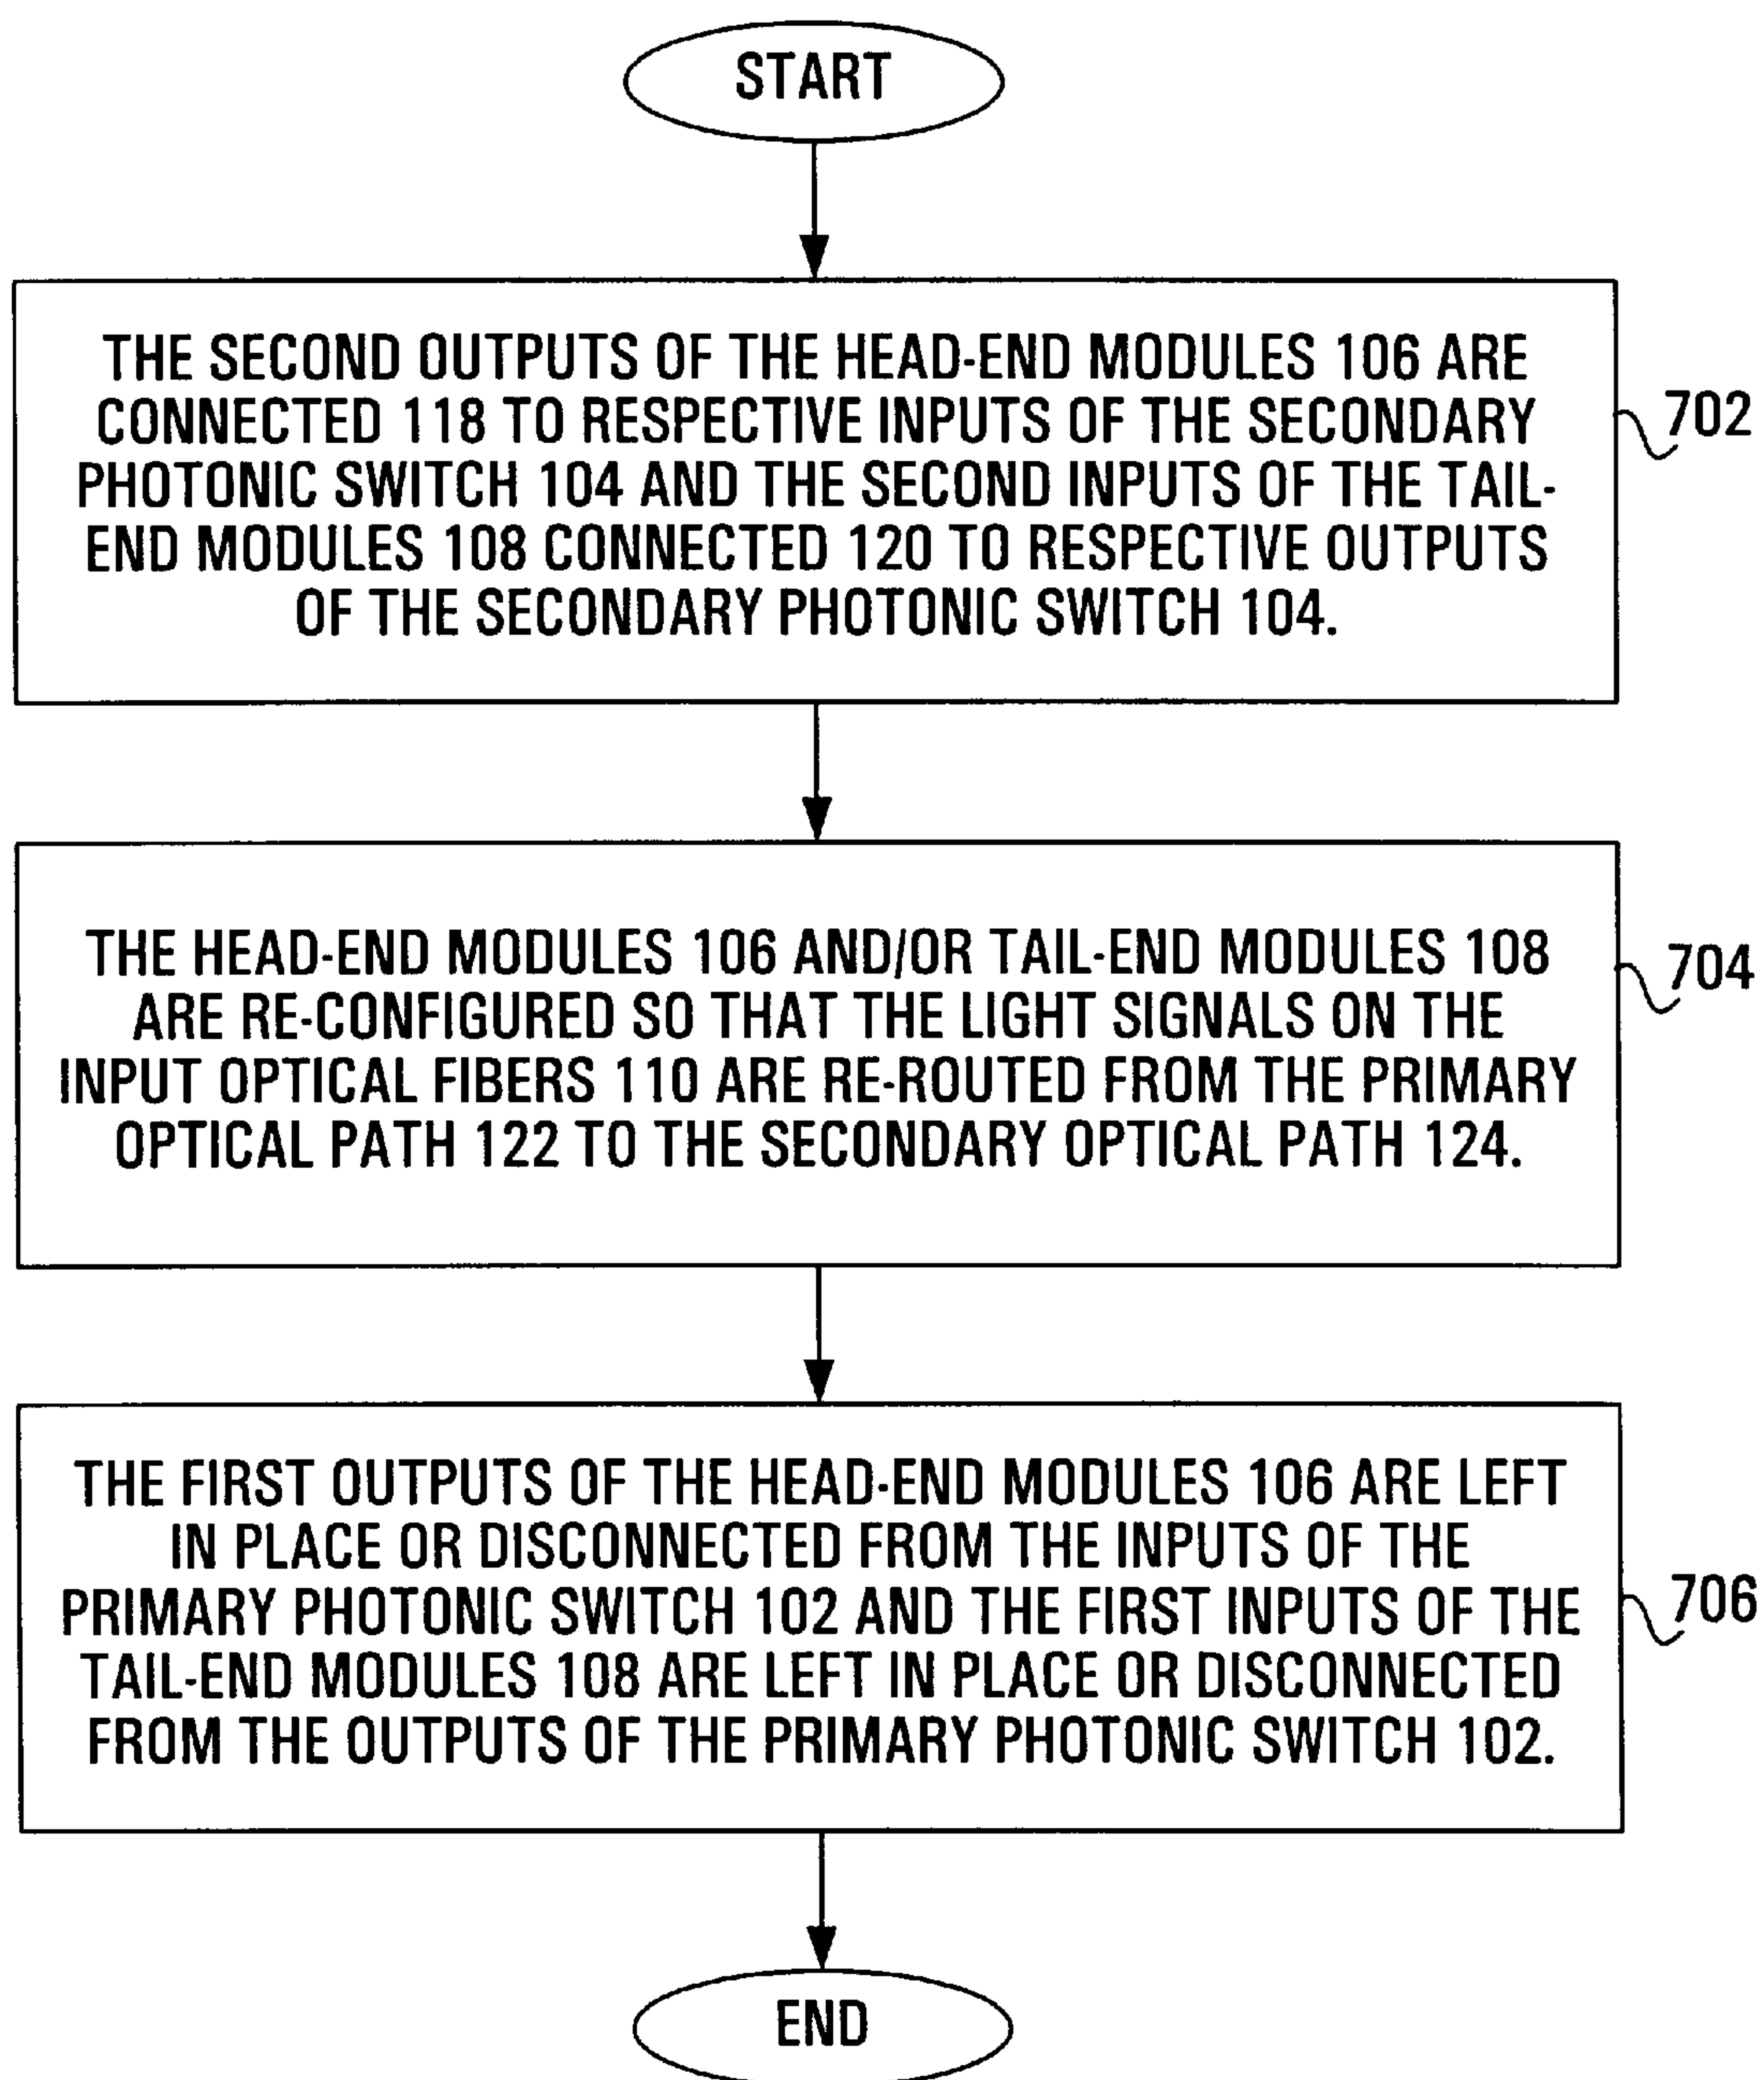 START
THE SECOND OUTPUTS OF THE HEAD-END MODULES 106 ARE
CONNECTED 118 TO RESPECTIVE INPUTS OF THE SECONDARY
PHOTONIC SWITCH 104 AND THE SECOND INPUTS OF THE TAIL-
END MODULES 108 CONNECTED 120 TO RESPECTIVE OUTPUTS
OF THE SECONDARY PHOTONIC SWITCH 104.
702
THE HEAD-END MODULES 106 AND/OR TAIL-END MODULES 108
ARE RE-CONFIGURED SO THAT THE LIGHT SIGNALS ON THE
INPUT OPTICAL FIBERS 110 ARE RE-ROUTED FROM THE PRIMARY
OPTICAL PATH 122 TO THE SECONDARY OPTICAL PATH 124.
704
THE FIRST OUTPUTS OF THE HEAD-END MODULES 106 ARE LEFT
IN PLACE OR DISCONNECTED FROM THE INPUTS OF THE
PRIMARY PHOTONIC SWITCH 102 AND THE FIRST INPUTS OF THE
TAIL-END MODULES 108 ARE LEFT IN PLACE OR DISCONNECTED
FROM THE OUTPUTS OF THE PRIMARY PHOTONIC SWITCH 102.
706
END